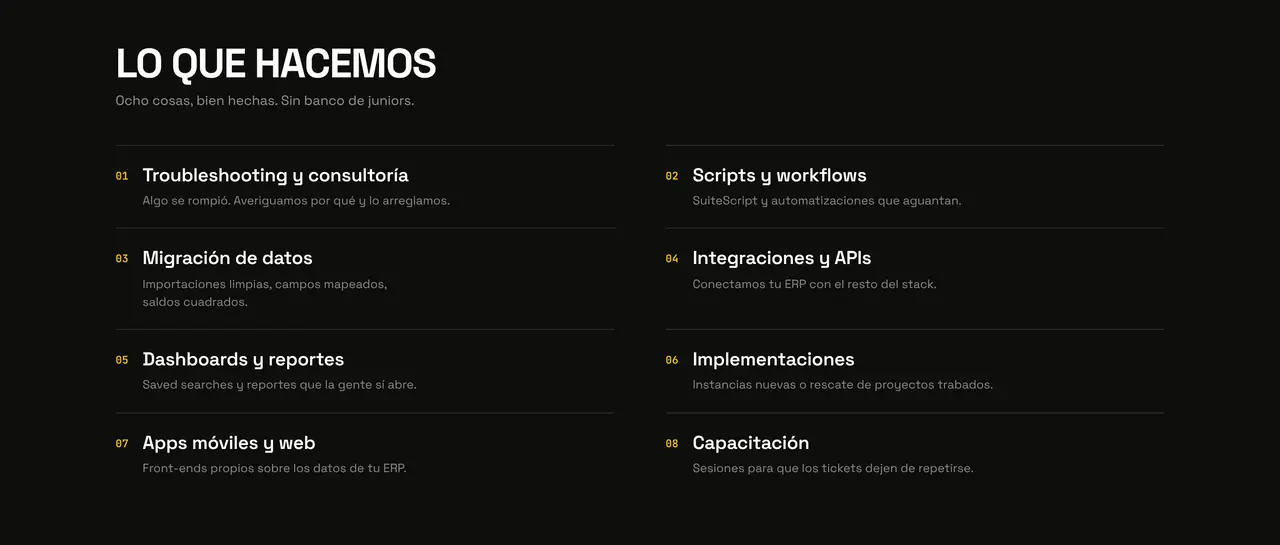 LO QUE HACEMOS
Ocho cosas, bien hechas. Sin banco de juniors.
01 Troubleshooting y consultoría
Algo se rompió. Averiguamos por qué y lo arreglamos.
02 Scripts y workflows
SuiteScript y automatizaciones que aguantan.
03 Migración de datos
Importaciones limpias, campos mapeados,
saldos cuadrados.
04 Integraciones y APIs
Conectamos tu ERP con el resto del stack.
05 Dashboards y reportes
Saved searches y reportes que la gente sí abre.
06 Implementaciones
Instancias nuevas o rescate de proyectos trabados.
07 Apps móviles y web
Front-ends propios sobre los datos de tu ERP.
08 Capacitación
Sesiones para que los tickets dejen de repetirse.